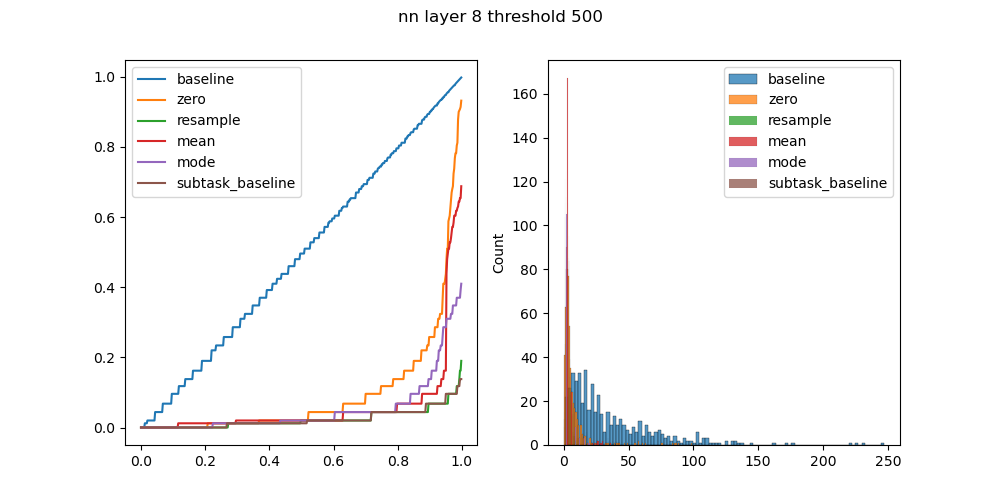 nn layer 8 threshold 500
1.0
0.8
0.6
0.4
0.2
0.0
0.0 0.2 0.4 0.6 0.8 1.0
baseline
zero
resample
mean
mode
subtask_baseline
Count
160
140
120
100
80
60
40
20
0
0 50 100 150 200 250
baseline
zero
resample
mean
mode
subtask_baseline